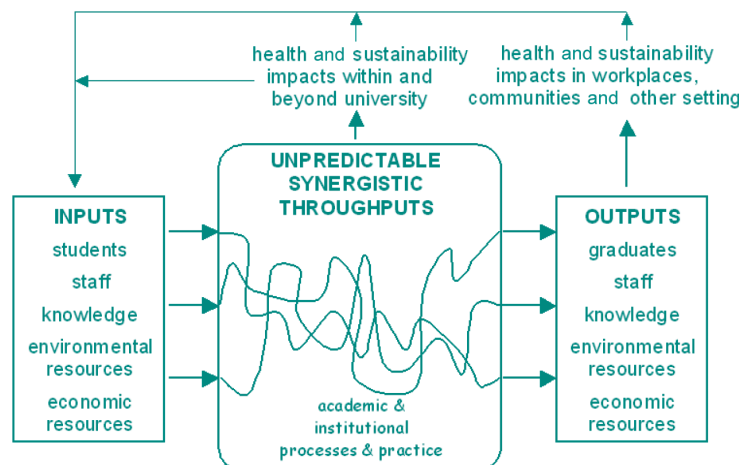 health and sustainability
impacts within and
beyond university
health and sustainability
impacts in workplaces,
communities and other setting
UNPREDICTABLE
SYNERGISTIC
THROUGHPUTS
INPUTS
students
staff
knowledge
environmental
resources
economic
resources
academic &
institutional
processes & practice
OUTPUTS
graduates
staff
knowledge
environmental
resources
economic
resources